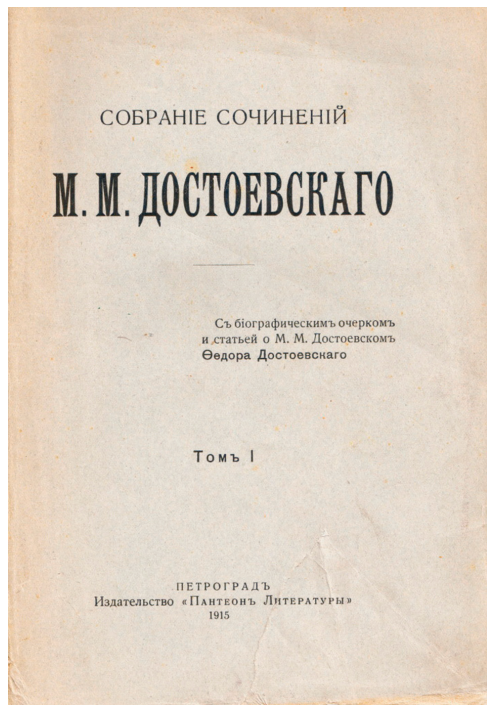 СОБРАНІЕ СОЧИНЕНІЙ
М. М. ДОСТОЕВСКАГО
Съ біографическимъ очеркомъ
и статьей о М. М. Достоевскомъ
Ѳедора Достоевскаго
Томъ I
ПЕТРОГРАДЪ
Издательство «Пантеонъ Литературы»
1915